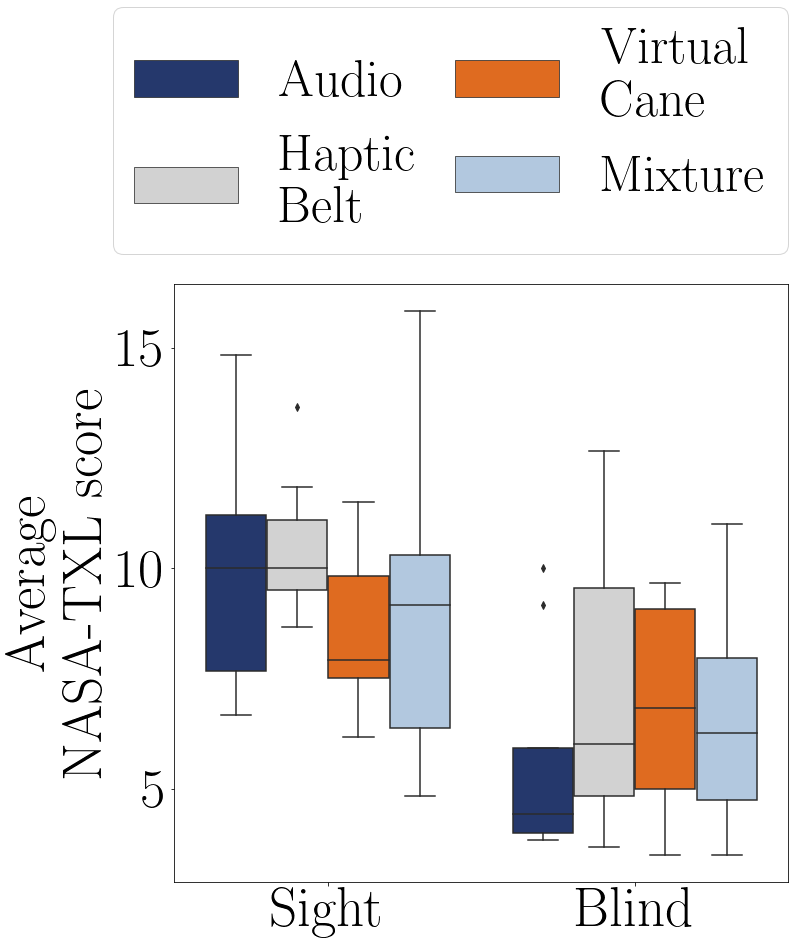 Audio
Haptic
Belt
Virtual
Cane
Mixture
Average
NASA-TXL score
15
10
5
Sight
Blind